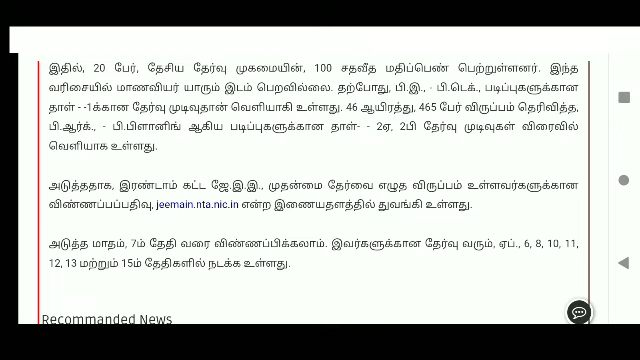 இதில், 20 பேர், தேசிய தேர்வு முகமையின், 100 சதவீத மதிப்பெண் பெற்றுள்ளனர். இந்த
வரிசையில் மாணவியர் யாரும் இடம் பெறவில்லை. தற்போது, பி.இ., - பி.டெக்., படிப்புகளுக்கான
தாள் - -1க்கான தேர்வு முடிவுதான் வெளியாகி உள்ளது. 46 ஆயிரத்து, 465 பேர் விருப்பம் தெரிவித்த,
பி.ஆர்க்., - பி.பிளானிங் ஆகிய படிப்புகளுக்கான தாள்- - 2ஏ, 2பி தேர்வு முடிவுகள் விரைவில்
வெளியாக உள்ளது.
அடுத்ததாக, இரண்டாம் கட்ட ஜே.இ.இ., முதன்மை தேர்வை எழுத விருப்பம் உள்ளவர்களுக்கான
விண்ணப்பப்பதிவு, jeemain.nta.nic.in என்ற இணையதளத்தில் துவங்கி உள்ளது.
அடுத்த மாதம், 7ம் தேதி வரை விண்ணப்பிக்கலாம். இவர்களுக்கான தேர்வு வரும், ஏப்., 6, 8, 10, 11,
12, 13 மற்றும் 15ம் தேதிகளில் நடக்க உள்ளது.
Recommanded News